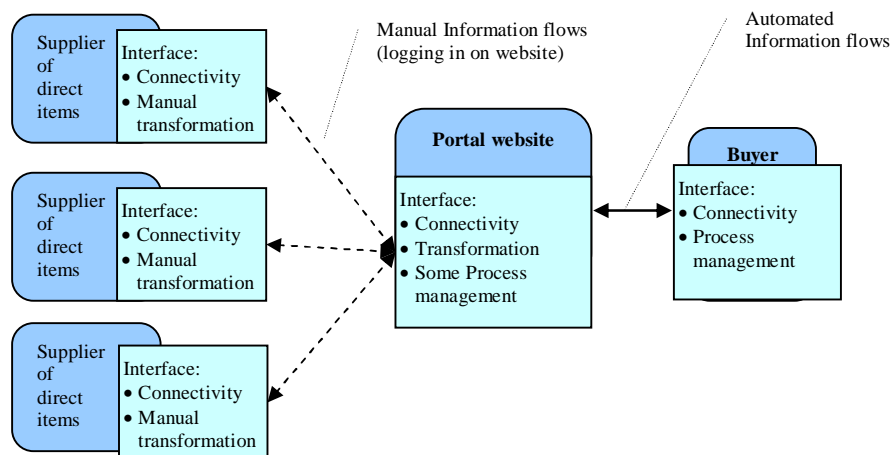 Supplier
of
direct
items
Interface:
• Connectivity
• Manual
transformation
Supplier
of
direct
items
Interface:
• Connectivity
• Manual
transformation
Supplier
of
direct
items
Interface:
• Connectivity
• Manual
transformation
Manual Information flows
(logging in on website)
Portal website
Interface:
• Connectivity
• Transformation
• Some Process
management
Automated
Information flows
Buyer
Interface:
• Connectivity
• Process
management